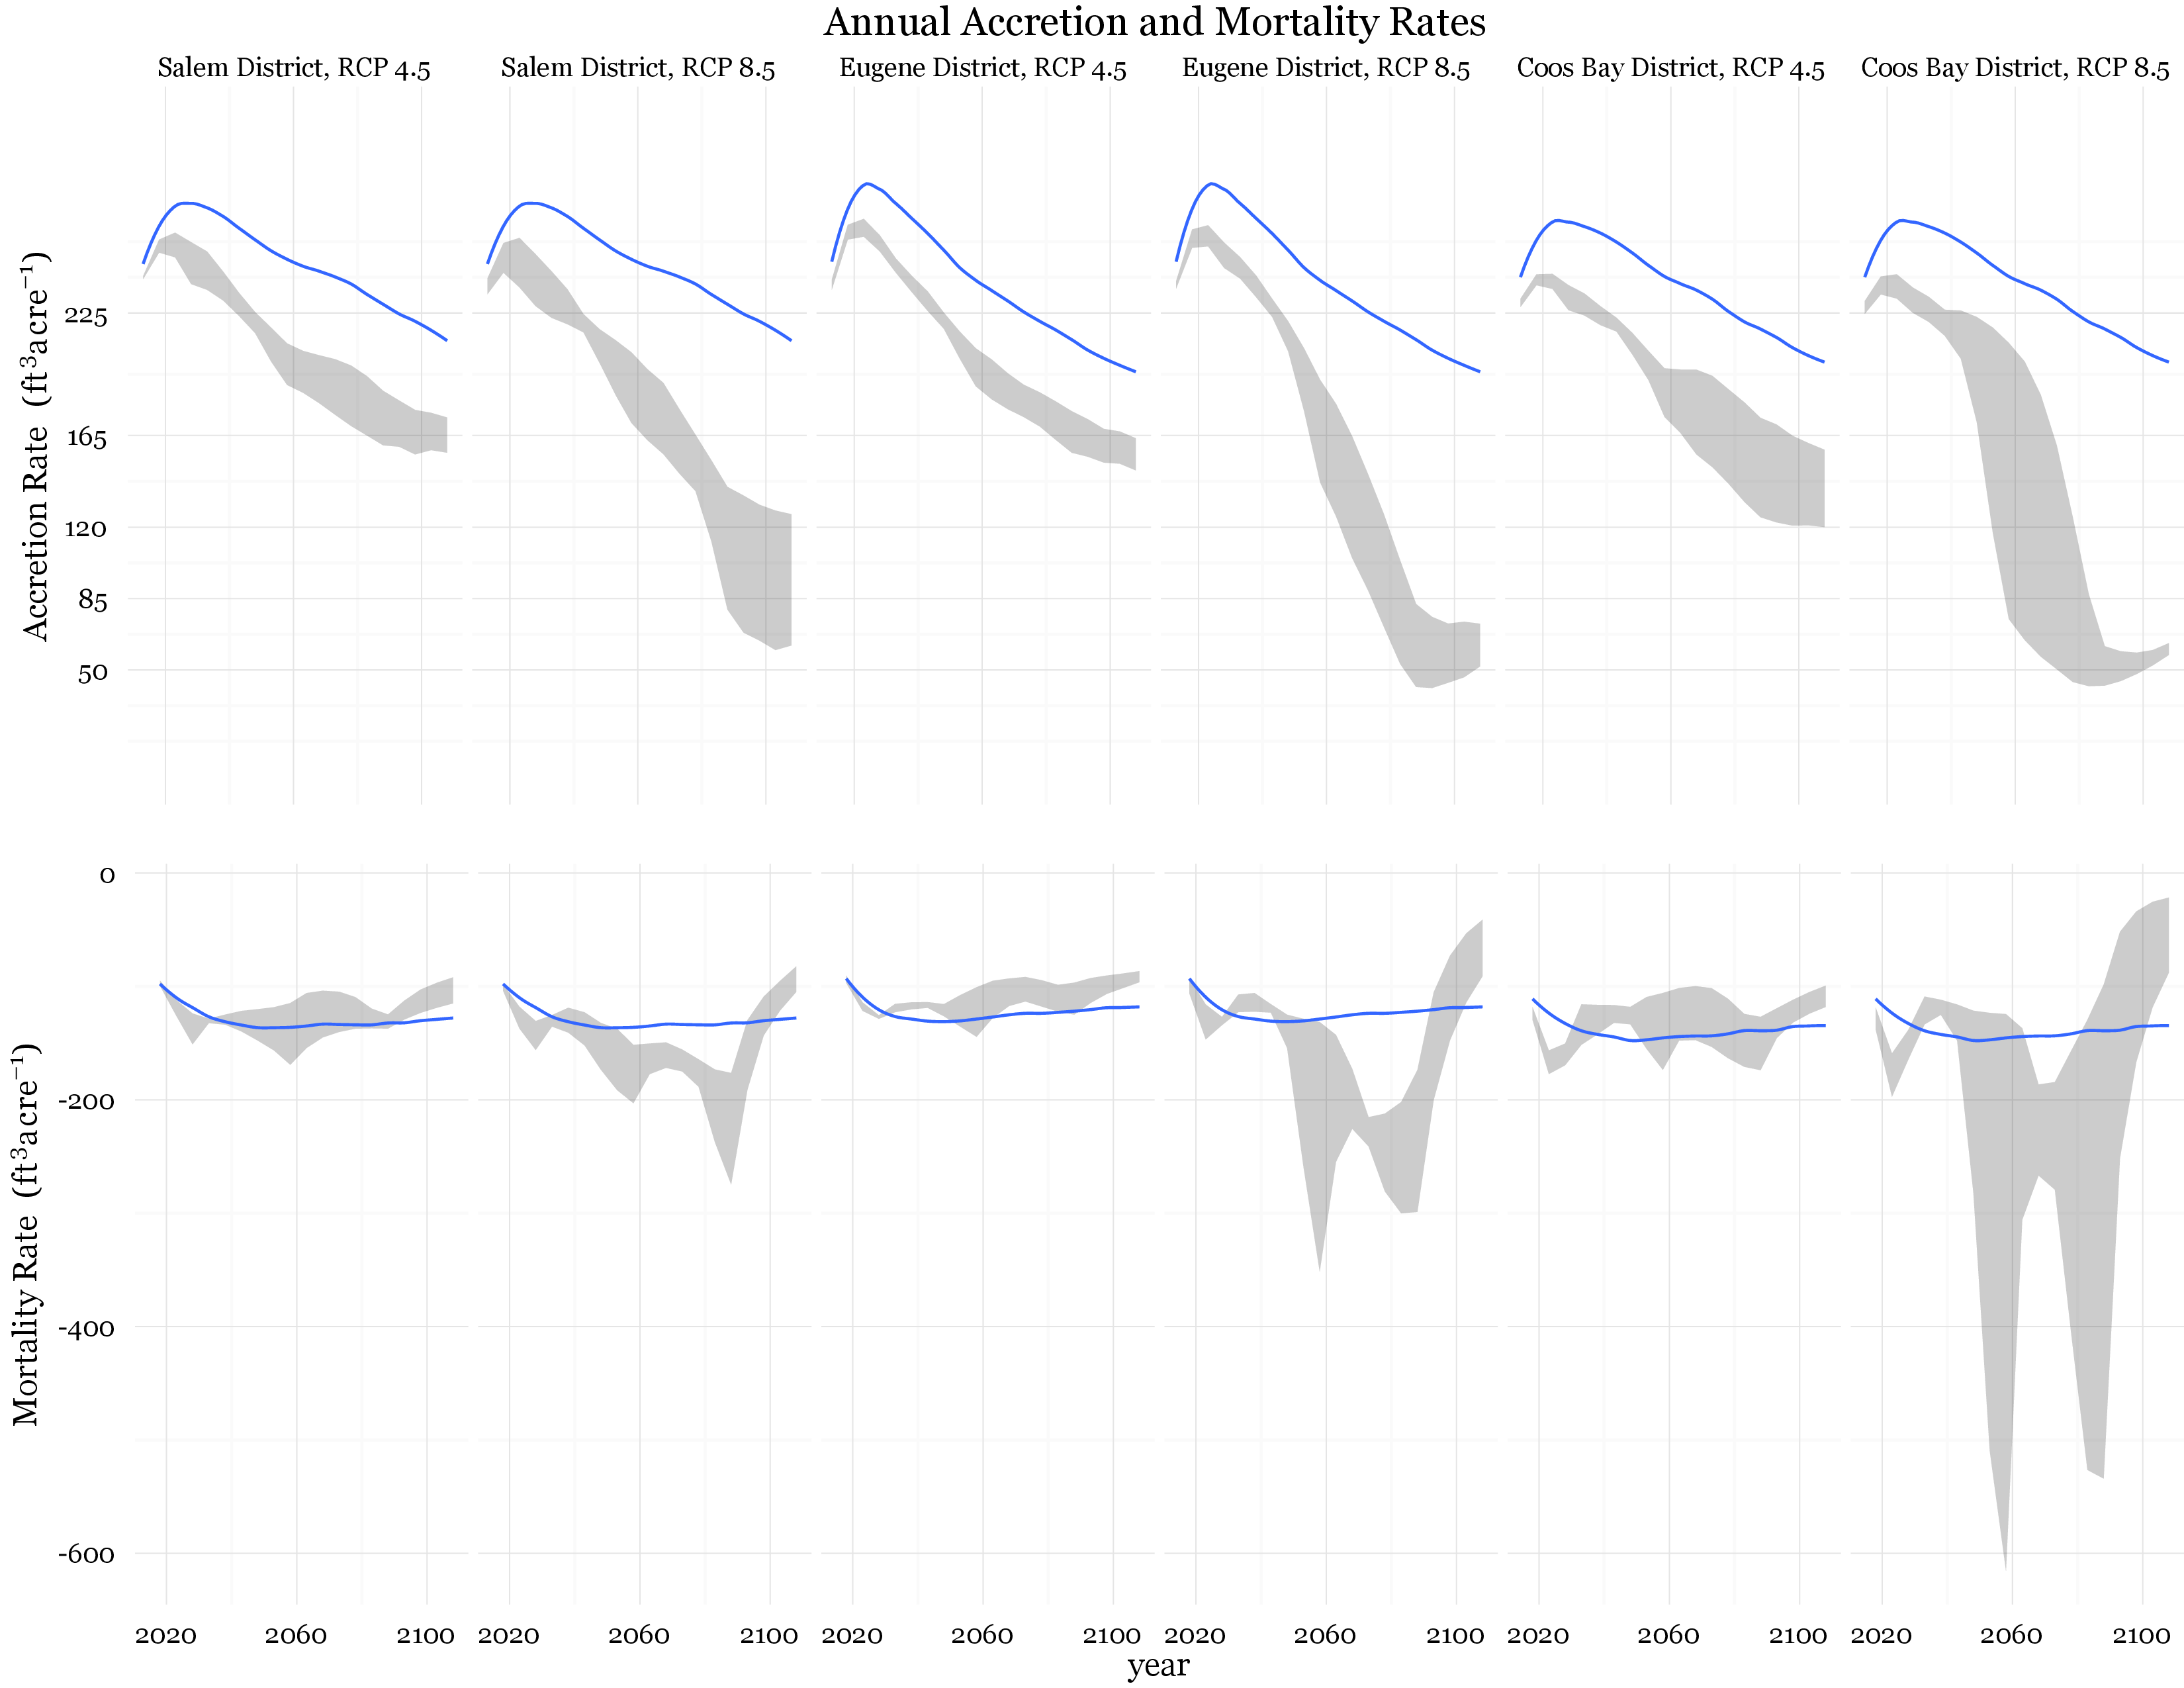 Annual Accretion and Mortality Rates
Salem District, RCP 4.5
Salem District, RCP 8.5
Eugene District, RCP 4.5
Eugene District, RCP 8.5
Coos Bay District, RCP 4.5
Coos Bay District, RCP 8.5
Accretion Rate (ft³acre⁻¹)
225
165
120
85
50
Mortality Rate (ft³acre⁻¹)
0
-200
-400
-600
2020 2060 2100 2020 2060 2100 2020 2060 2100 2020 2060 2100 2020 2060 2100 2020 2060 2100
year